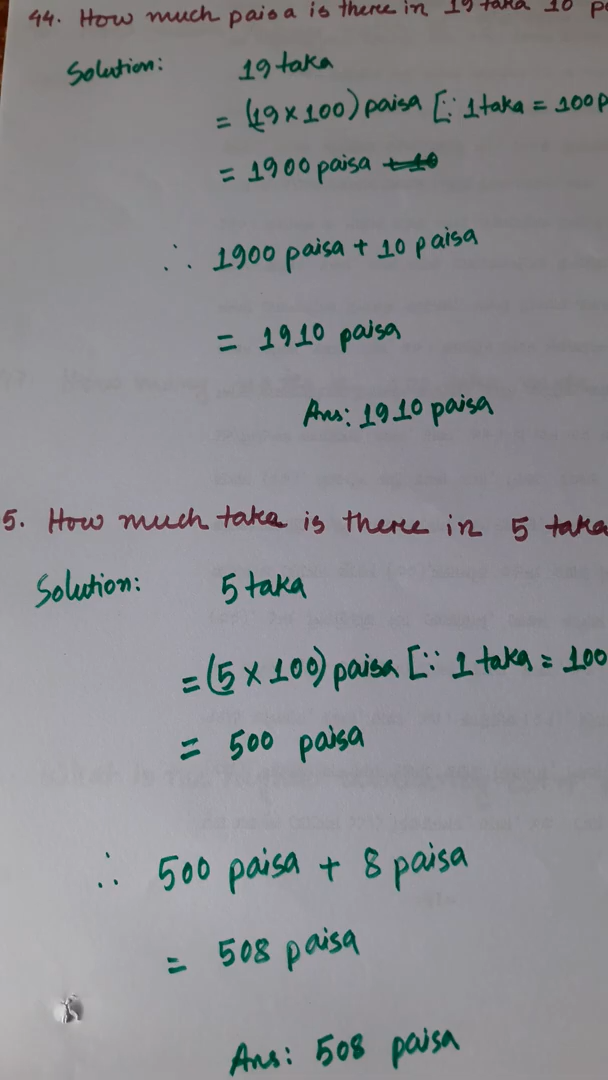 44. How much paisa is there in 19 taka 10 p
Solution: 19 taka
= (19 × 100) paisa [∵ 1 taka = 100 P
= 1900 paisa
∴ 1900 paisa + 10 paisa
= 1910 paisa
Ans: 1910 paisa
5. How much taka is there in 5 taka
Solution: 5 taka
= (5 × 100) paisa [∵ 1 taka = 100
= 500 paisa
∴ 500 paisa + 8 paisa
= 508 paisa
Ans: 508 paisa